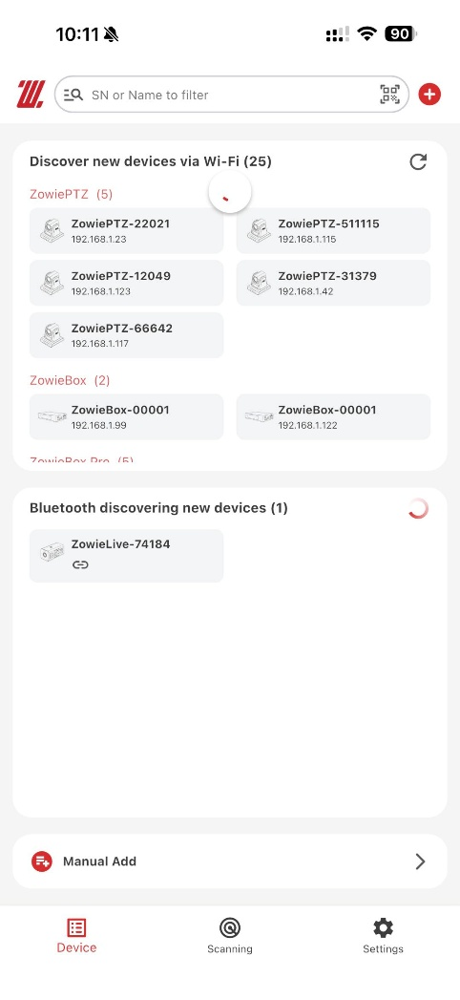 10:11
90
SN or Name to filter
Discover new devices via Wi-Fi (25)
ZowiePTZ (5)
ZowiePTZ-22021
192.168.1.23
ZowiePTZ-511115
192.168.1.115
ZowiePTZ-12049
192.168.1.123
ZowiePTZ-31379
192.168.1.42
ZowiePTZ-66642
192.168.1.117
ZowieBox (2)
ZowieBox-00001
192.168.1.99
ZowieBox-00001
192.168.1.122
ZowieBox Pro (5)
Bluetooth discovering new devices (1)
ZowieLive-74184
Manual Add
Device
Scanning
Settings